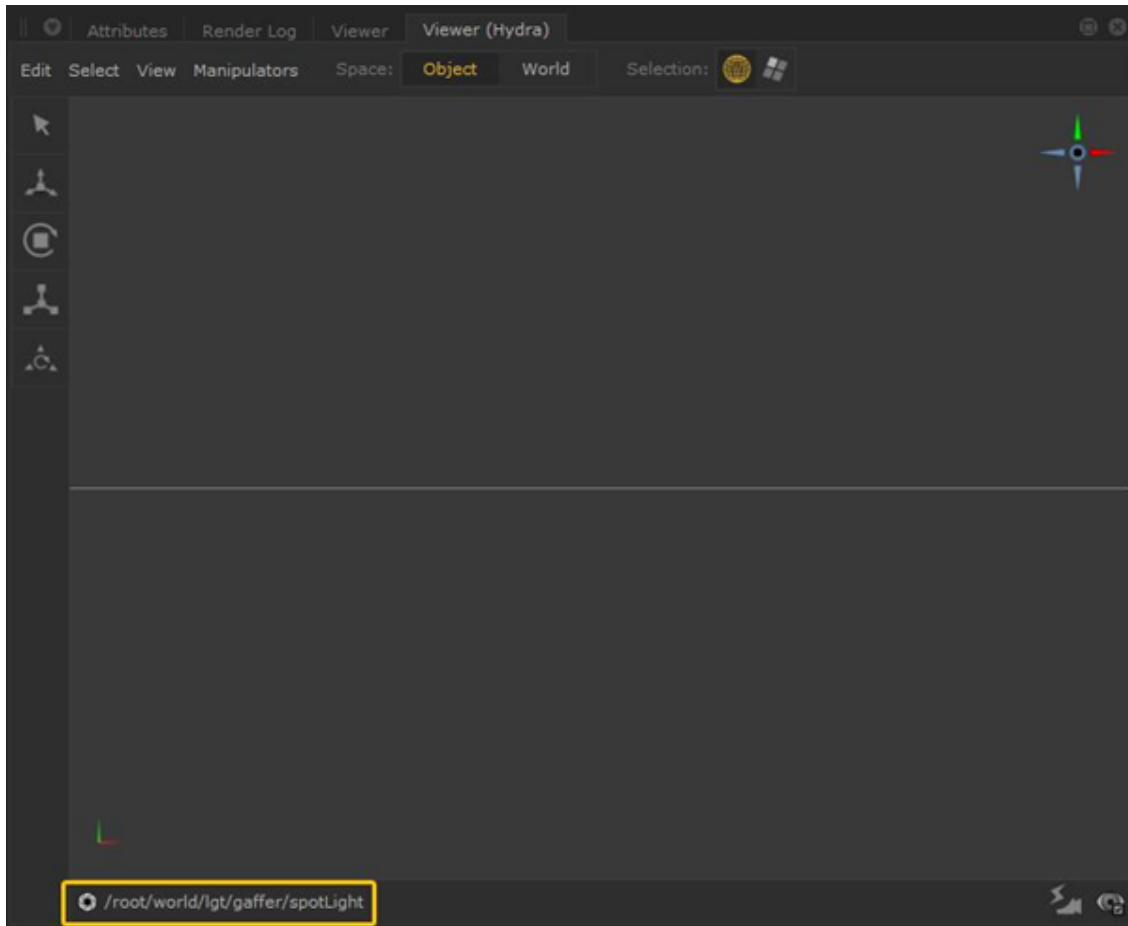 Attributes Render Log Viewer Viewer (Hydra)
Edit Select View Manipulators Space: Object World Selection:
/root/world/lgt/gaffer/spotLight